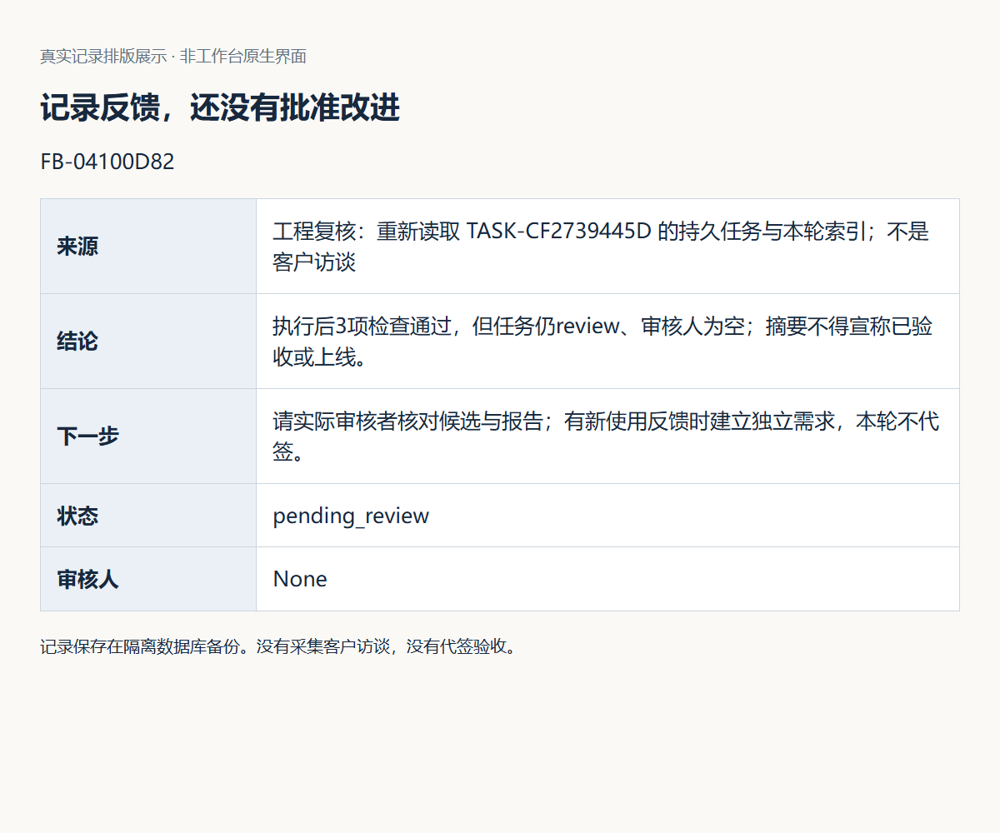 真实记录排版展示 · 非工作台原生界面
记录反馈，还没有批准改进
FB-04100D82
来源
工程复核：重新读取 TASK-CF2739445D 的持久任务与本轮索引；不是
客户访谈
结论
执行后3项检查通过，但任务仍review、审核人为空；摘要不得宣称已验
收或上线。
下一步
请实际审核者核对候选与报告；有新使用反馈时建立独立需求，本轮不代
签。
状态
pending_review
审核人
None
记录保存在隔离数据库备份。没有采集客户访谈，没有代签验收。